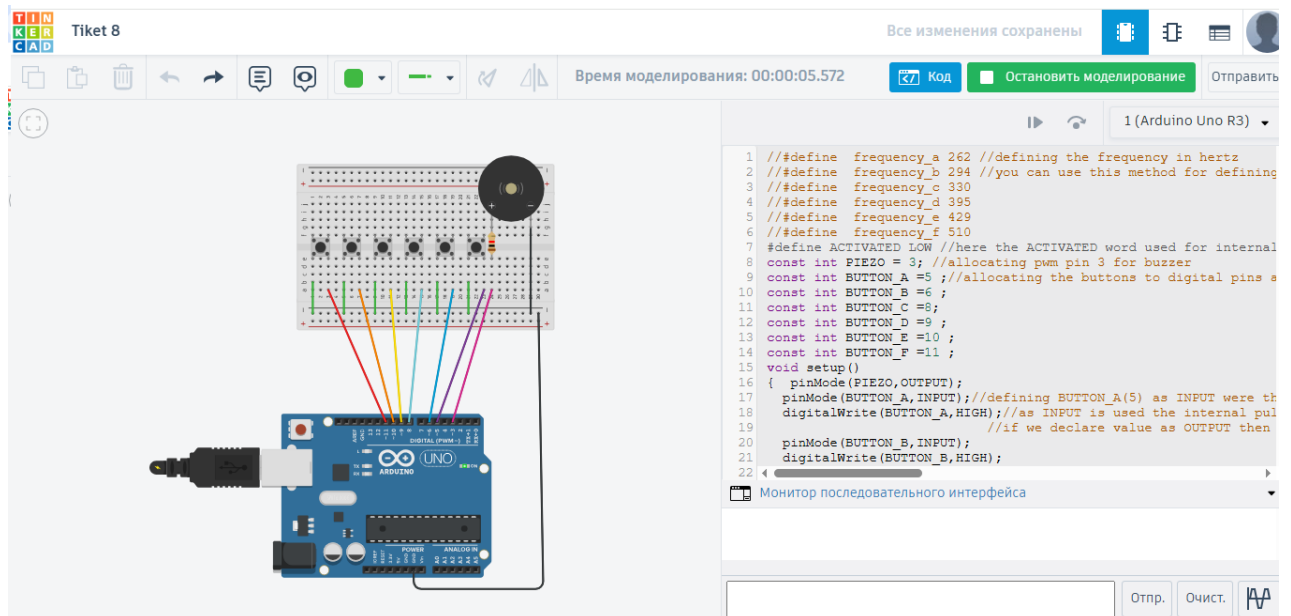 TINKERCAD
Tiket 8
Все изменения сохранены
Время моделирования: 00:00:05.572
Код
Остановить моделирование
Отправить
1 (Arduino Uno R3)
1 //#define frequency_a 262 //defining the frequency in hertz
2 //#define frequency_b 294 //you can use this method for defining
3 //#define frequency_c 330
4 //#define frequency_d 395
5 //#define frequency_e 429
6 //#define frequency_f 510
7 #define ACTIVATED LOW //here the ACTIVATED word used for internal
8 const int PIEZO = 3; //allocating pwm pin 3 for buzzer
9 const int BUTTON_A =5 ;//allocating the buttons to digital pins a
10 const int BUTTON_B =6 ;
11 const int BUTTON_C =8;
12 const int BUTTON_D =9 ;
13 const int BUTTON_E =10 ;
14 const int BUTTON_F =11 ;
15 void setup()
16 { pinMode(PIEZO,OUTPUT);
17 pinMode(BUTTON_A,INPUT);//defining BUTTON_A(5) as INPUT were th
18 digitalWrite(BUTTON_A,HIGH);//as INPUT is used the internal pul
19 //if we declare value as OUTPUT then
20 pinMode(BUTTON_B,INPUT);
21 digitalWrite(BUTTON_B,HIGH);
22
Монитор последовательного интерфейса
Отпр.
Очист.
DIGITAL (PWM~)
UNO
ARDUINO
POWER
ANALOG IN